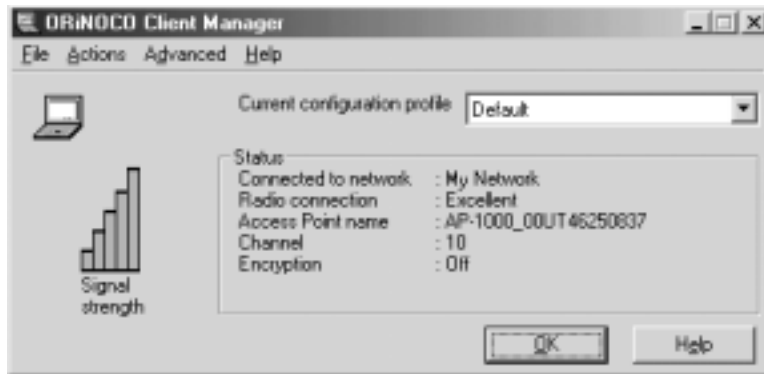 ORiNOCO Client Manager
File Actions Advanced Help
Current configuration profile Default
Status
Connected to network : My Network
Radio connection : Excellent
Access Point name : AP-1000_00UT46250837
Channel : 10
Encryption : Off
Signal
strength
OK Help